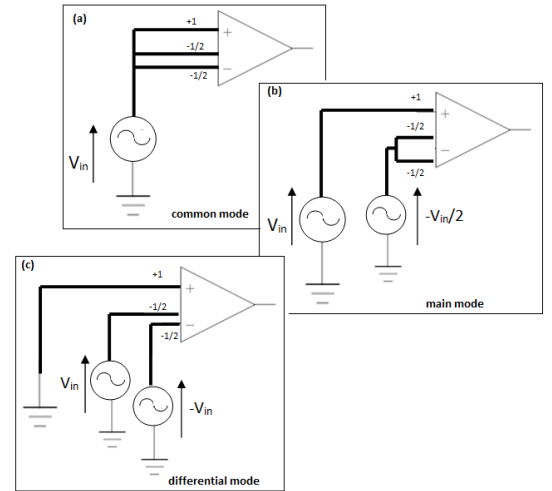 (a)
+1
+
-1/2
-1/2
−
Vin
common mode
(b)
+1
+
-1/2
−
-1/2
Vin
-Vin/2
main mode
(c)
+1
+
-1/2
−
-1/2
Vin
-Vin
differential mode